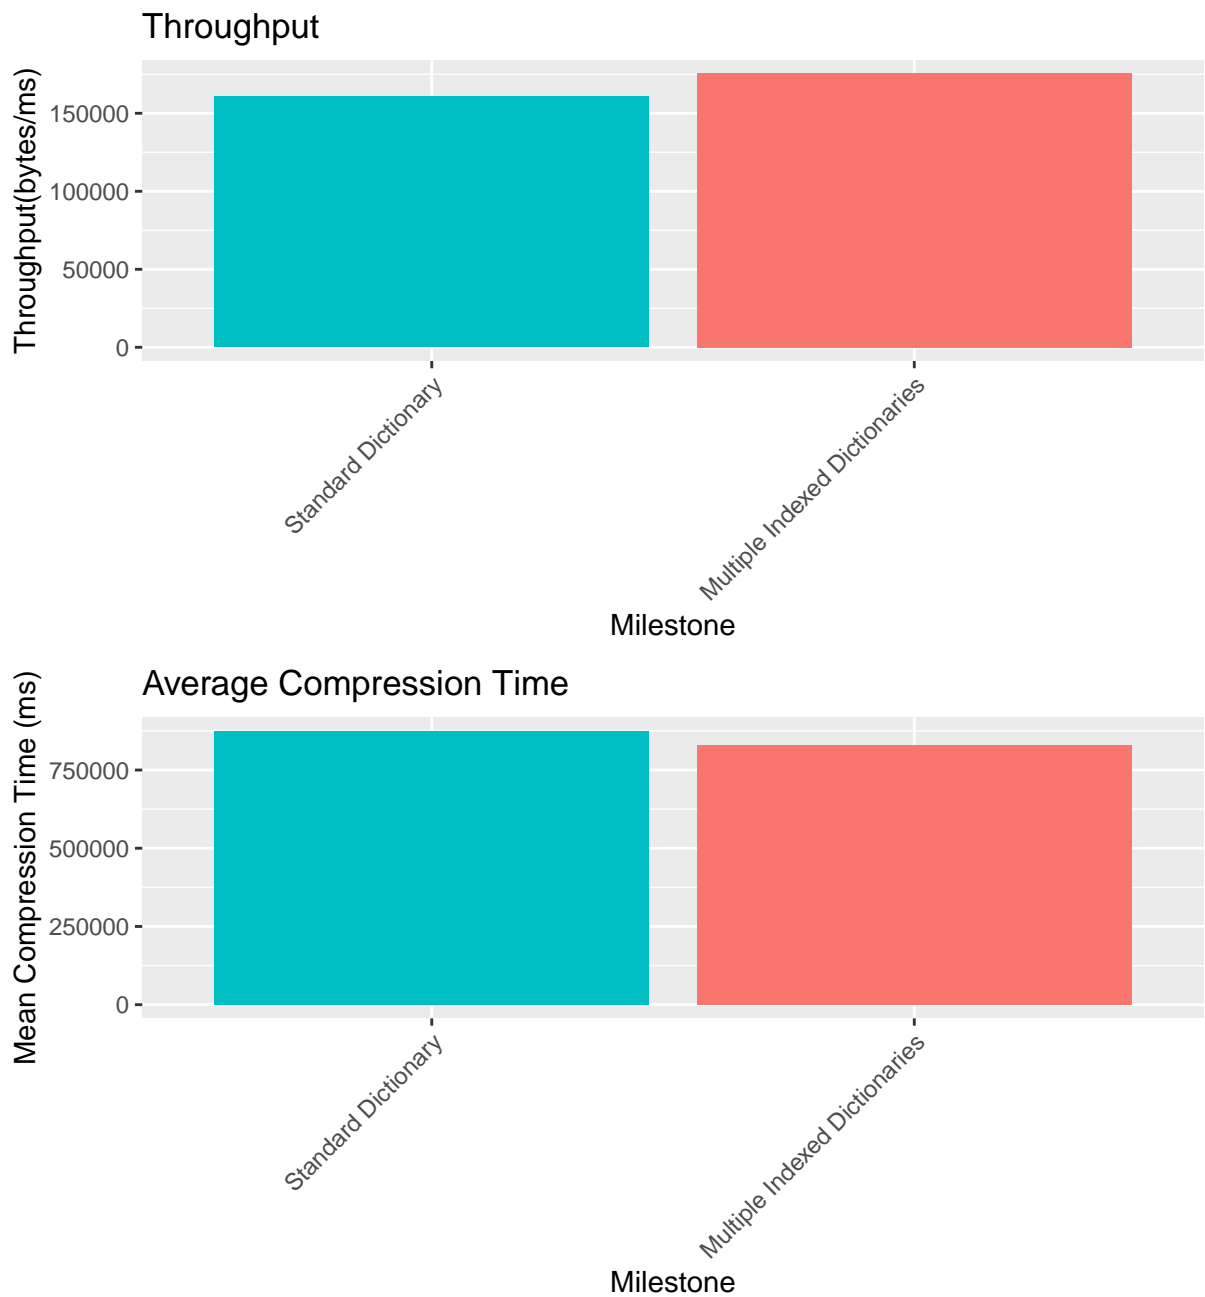 Throughput
Throughput(bytes/ms)
150000
100000
50000
0
Standard Dictionary
Multiple Indexed Dictionaries
Milestone
Average Compression Time
Mean Compression Time (ms)
750000
500000
250000
0
Standard Dictionary
Multiple Indexed Dictionaries
Milestone